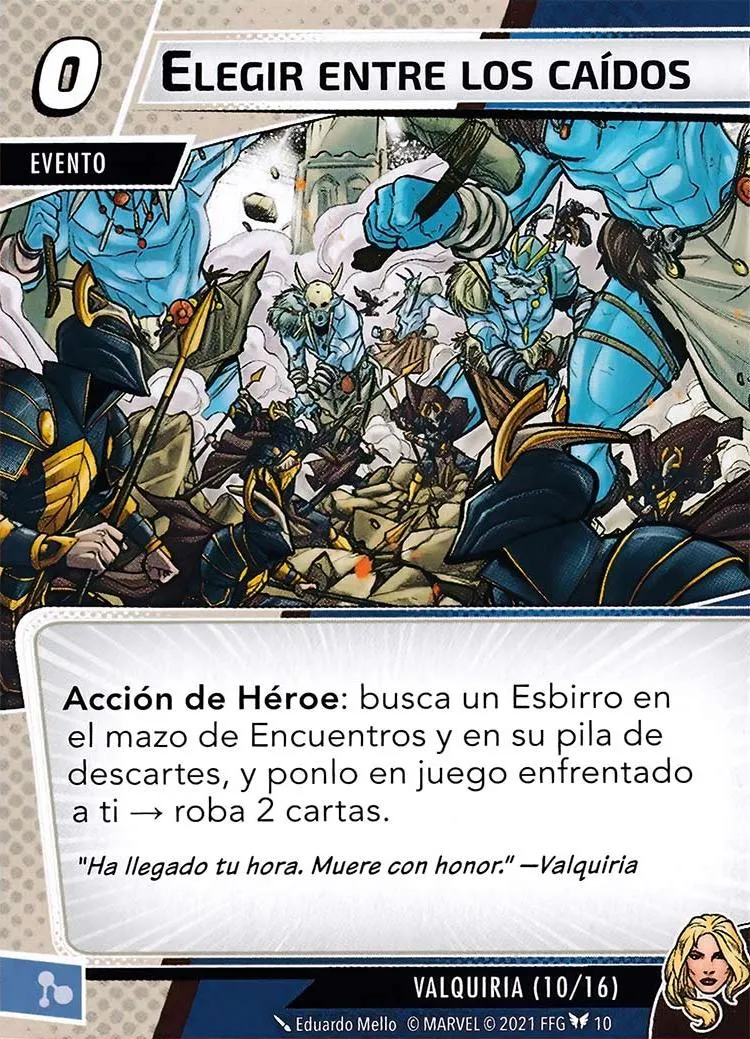 0
ELEGIR ENTRE LOS CAÍDOS
EVENTO
Acción de Héroe: busca un Esbirro en
el mazo de Encuentros y en su pila de
descartes, y ponlo en juego enfrentado
a ti → roba 2 cartas.
"Ha llegado tu hora. Muere con honor." —Valquiria
VALQUIRIA (10/16)
Eduardo Mello © MARVEL © 2021 FFG 10